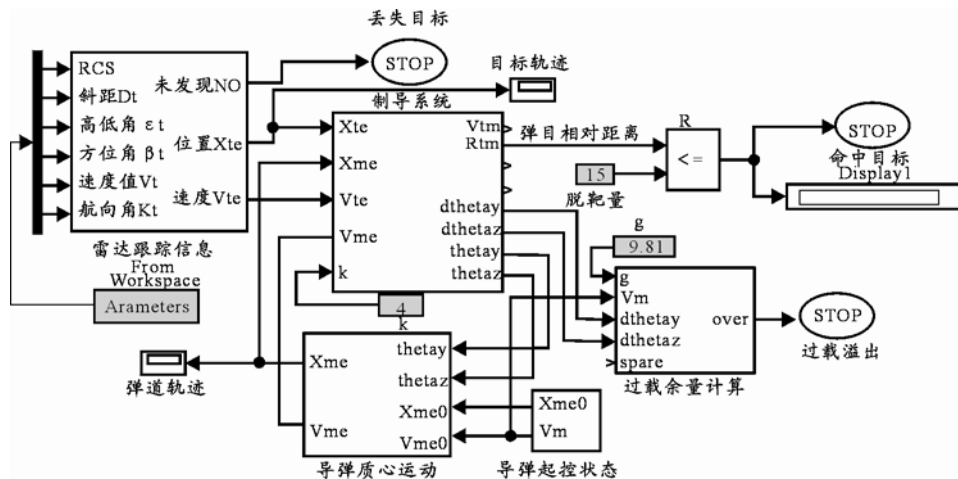 丢失目标
STOP
RCS
斜距Dt
高低角 εt
方位角 βt
速度值Vt
航向角Kt
未发现NO
位置Xte
速度Vte
雷达跟踪信息
From
Workspace
Arameters
目标轨迹
制导系统
Xte
Xme
Vte
Vme
k
Vtm
Rtm
dthetay
dthetaz
thetay
thetaz
弹目相对距离
R
<=
15
脱靶量
STOP
命中目标
Display1
g
9.81
g
Vm
dthetay
dthetaz
spare
over
过载余量计算
STOP
过载溢出
4
k
弹道轨迹
Xme
Vme
thetay
thetaz
Xme0
Vme0
导弹质心运动
Xme0
Vm
导弹起控状态